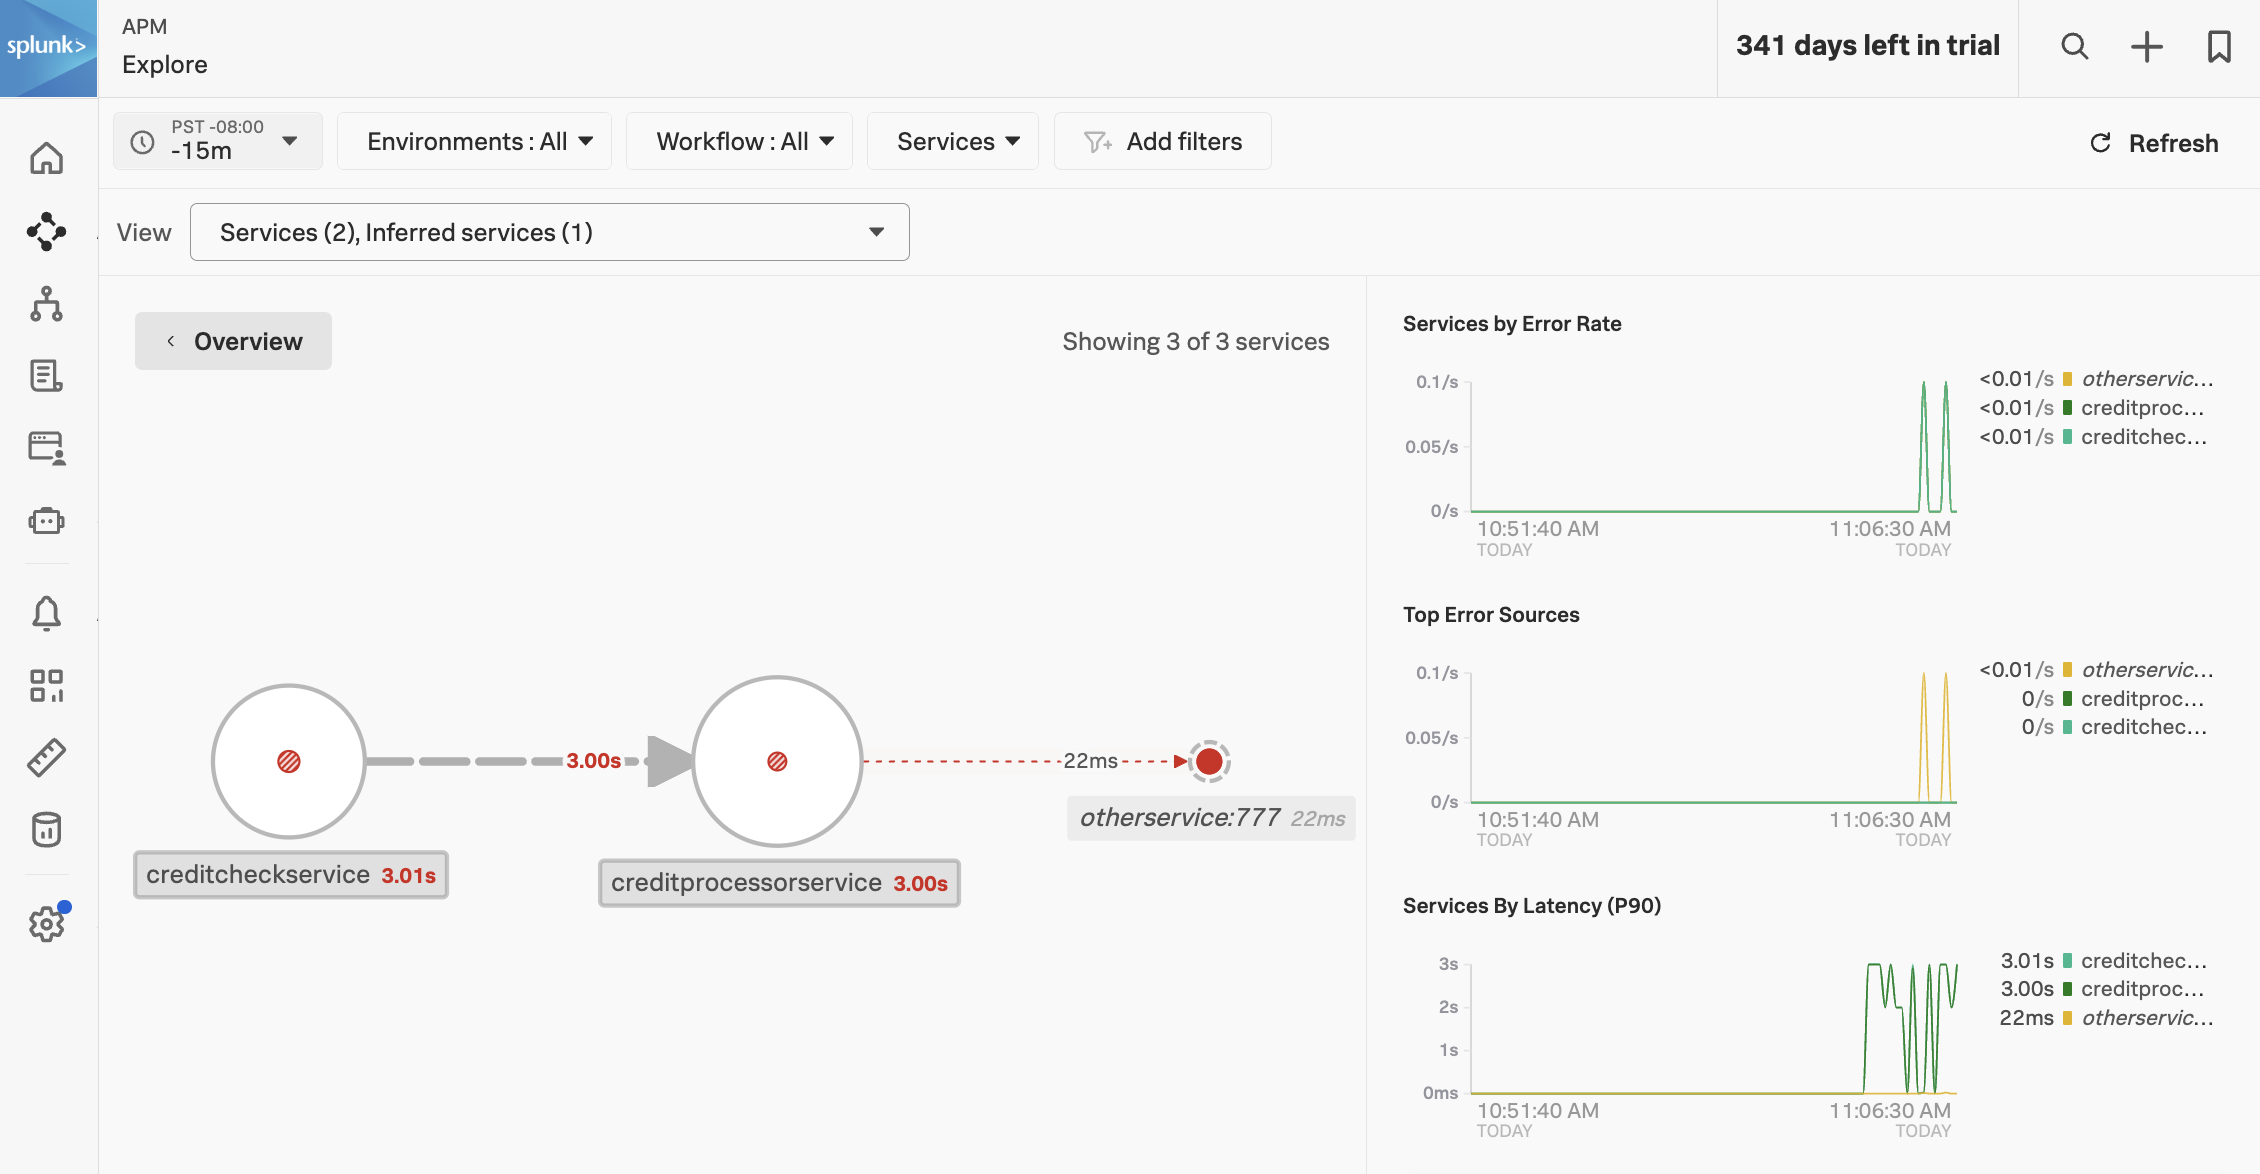 splunk>
APM
Explore
341 days left in trial
PST -08:00
-15m
Environments : All
Workflow : All
Services
Add filters
Refresh
View
Services (2), Inferred services (1)
Overview
Showing 3 of 3 services
3.00s
22ms
otherservice:777 22ms
creditcheckservice 3.01s
creditprocessorservice 3.00s
Services by Error Rate
0.1/s
0.05/s
0/s
10:51:40 AM
TODAY
11:06:30 AM
TODAY
<0.01/s otherservic...
<0.01/s creditproc...
<0.01/s creditchec...
Top Error Sources
0.1/s
0.05/s
0/s
10:51:40 AM
TODAY
11:06:30 AM
TODAY
<0.01/s otherservic...
0/s creditproc...
0/s creditchec...
Services By Latency (P90)
3s
2s
1s
0ms
10:51:40 AM
TODAY
11:06:30 AM
TODAY
3.01s creditchec...
3.00s creditproc...
22ms otherservic...